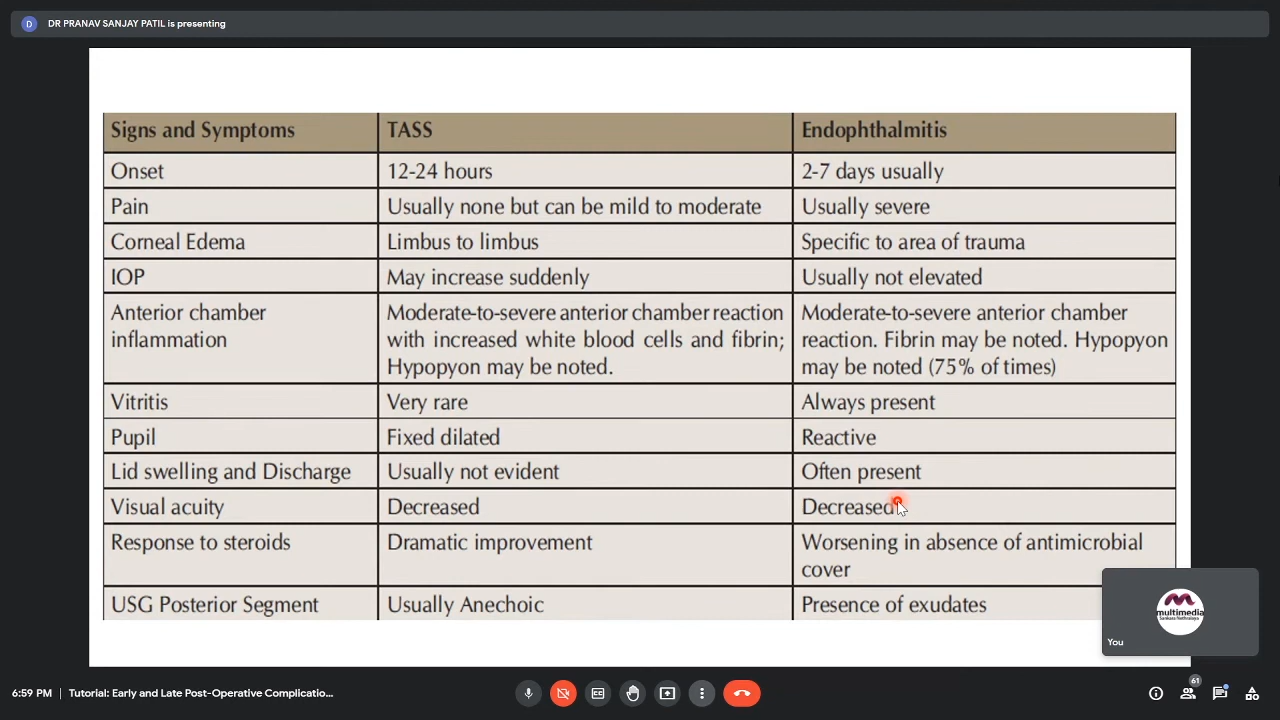 D DR PRANAV SANJAY PATIL is presenting
Signs and Symptoms TASS Endophthalmitis
Onset 12-24 hours 2-7 days usually
Pain Usually none but can be mild to moderate Usually severe
Corneal Edema Limbus to limbus Specific to area of trauma
IOP May increase suddenly Usually not elevated
Anterior chamber Moderate-to-severe anterior chamber reaction Moderate-to-severe anterior chamber
inflammation with increased white blood cells and fibrin; reaction. Fibrin may be noted. Hypopyon
Hypopyon may be noted. may be noted (75% of times)
Vitritis Very rare Always present
Pupil Fixed dilated Reactive
Lid swelling and Discharge Usually not evident Often present
Visual acuity Decreased Decreased
Response to steroids Dramatic improvement Worsening in absence of antimicrobial
cover
USG Posterior Segment Usually Anechoic Presence of exudates
multimedia
Sankara Nethralaya
You
6:59 PM | Tutorial: Early and Late Post-Operative Complicatio...
61